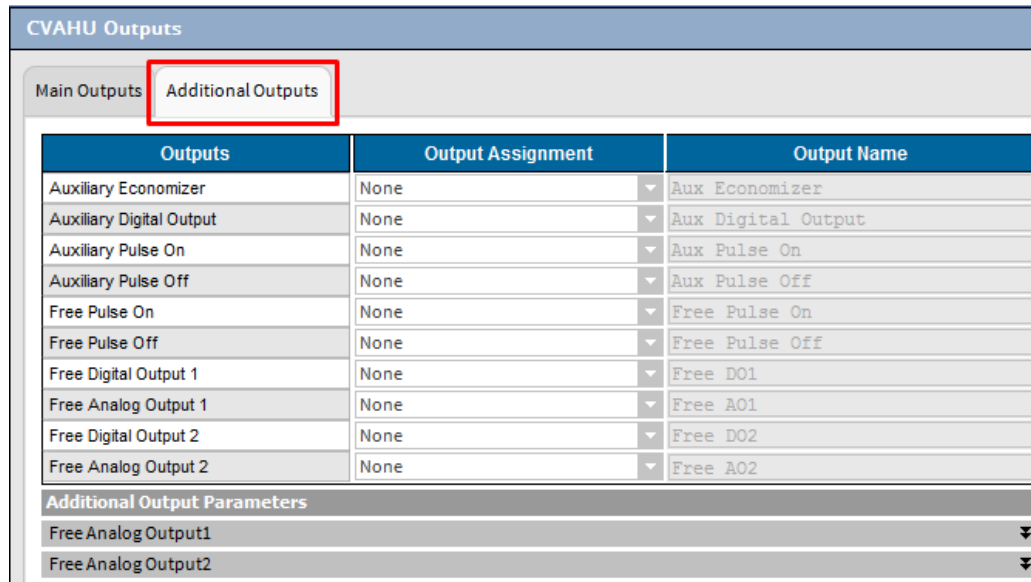 CVAHU Outputs
Main Outputs Additional Outputs
Outputs Output Assignment Output Name
Auxiliary Economizer None Aux Economizer
Auxiliary Digital Output None Aux Digital Output
Auxiliary Pulse On None Aux Pulse On
Auxiliary Pulse Off None Aux Pulse Off
Free Pulse On None Free Pulse On
Free Pulse Off None Free Pulse Off
Free Digital Output 1 None Free DO1
Free Analog Output 1 None Free AO1
Free Digital Output 2 None Free DO2
Free Analog Output 2 None Free AO2
Additional Output Parameters
Free Analog Output1
Free Analog Output2